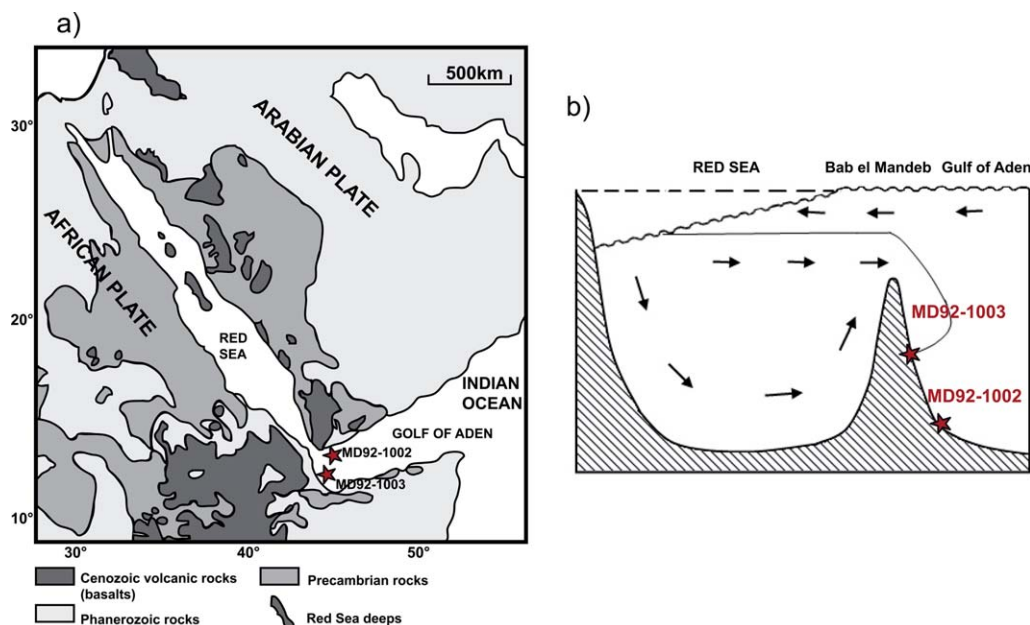 a)
500km
ARABIAN PLATE
30°
AFRICAN PLATE
20°
RED
SEA
INDIAN
OCEAN
GOLF OF ADEN
MD92-1002
MD92-1003
10°
30°
40°
50°
Cenozoic volcanic rocks
(basalts)
Precambrian rocks
Phanerozoic rocks
Red Sea deeps
b)
RED SEA
Bab el Mandeb
Gulf of Aden
MD92-1003
MD92-1002